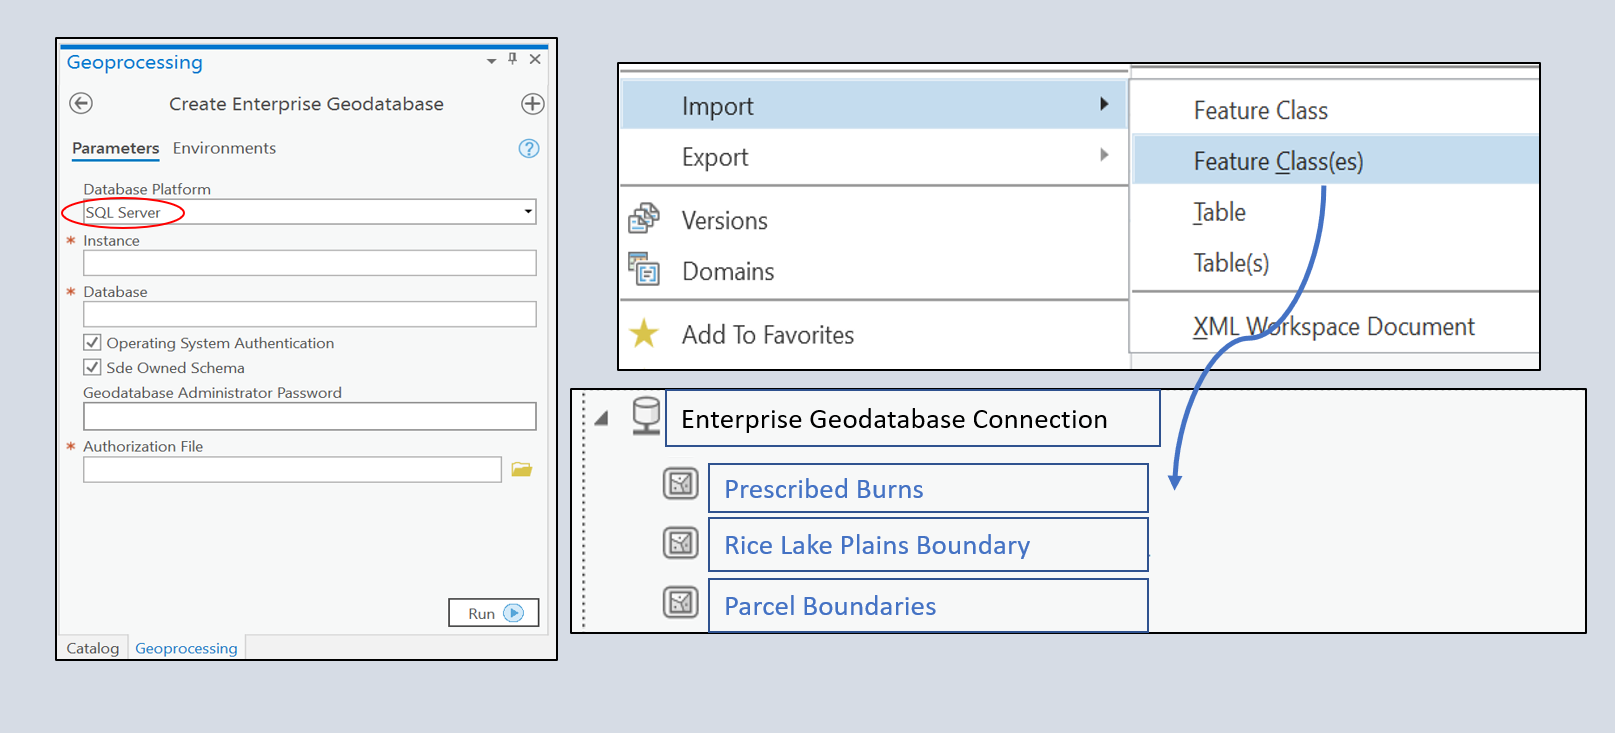 Geoprocessing
Create Enterprise Geodatabase
Parameters Environments
Database Platform
SQL Server
* Instance
* Database
Operating System Authentication
Sde Owned Schema
Geodatabase Administrator Password
* Authorization File
Run
Catalog Geoprocessing
Import
Export
Versions
Domains
Add To Favorites
Feature Class
Feature Class(es)
Table
Table(s)
XML Workspace Document
Enterprise Geodatabase Connection
Prescribed Burns
Rice Lake Plains Boundary
Parcel Boundaries